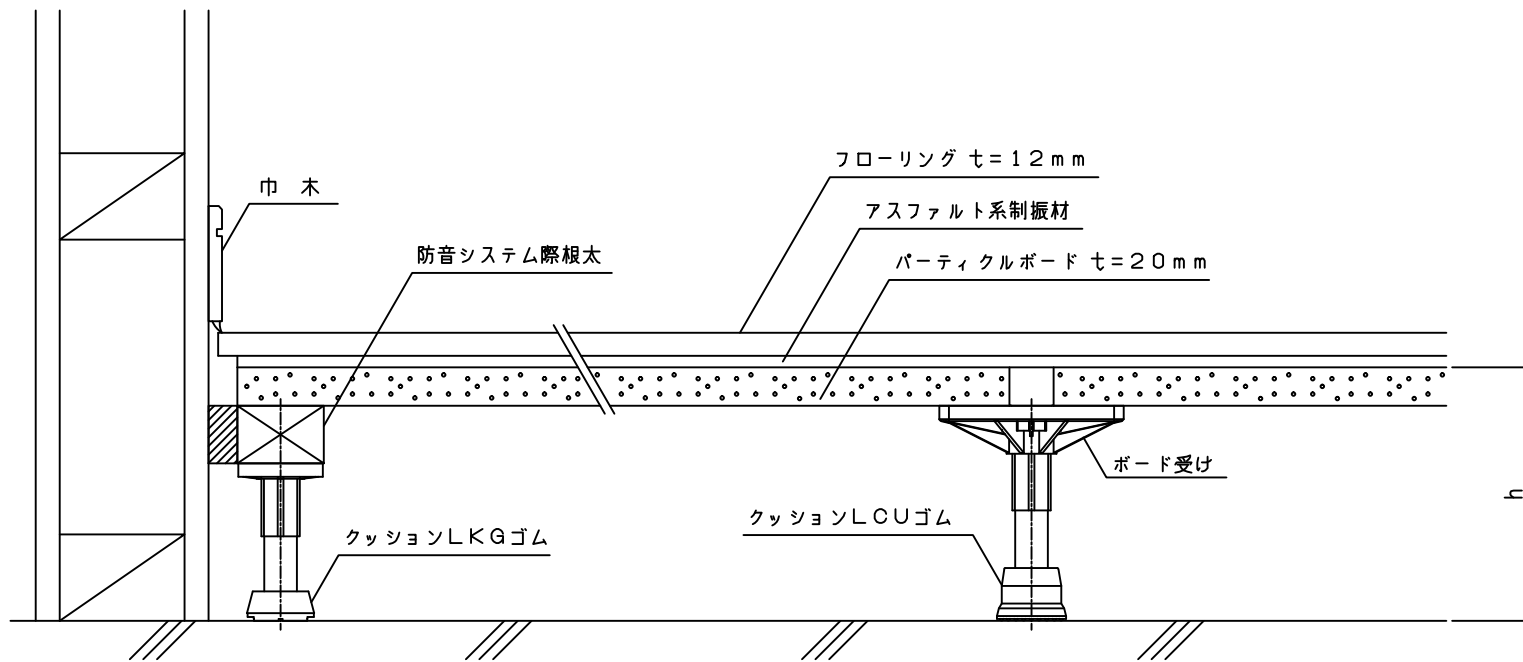 フローリング t=12mm
巾 木
アスファルト系制振材
防音システム際根太
パーティクルボード t=20mm
ボード受け
h
クッションLCUゴム
クッションLKGゴム